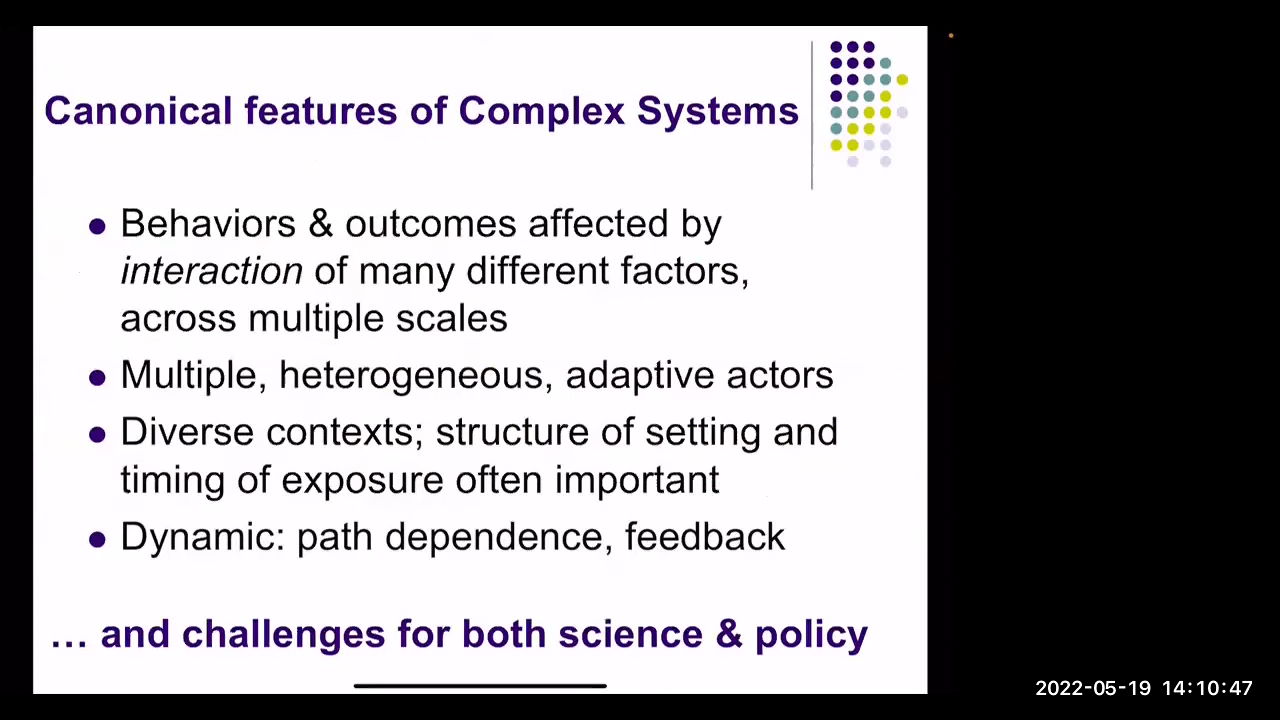 Canonical features of Complex Systems
● Behaviors & outcomes affected by
interaction of many different factors,
across multiple scales
● Multiple, heterogeneous, adaptive actors
● Diverse contexts; structure of setting and
timing of exposure often important
● Dynamic: path dependence, feedback
… and challenges for both science & policy
2022-05-19 14:10:47